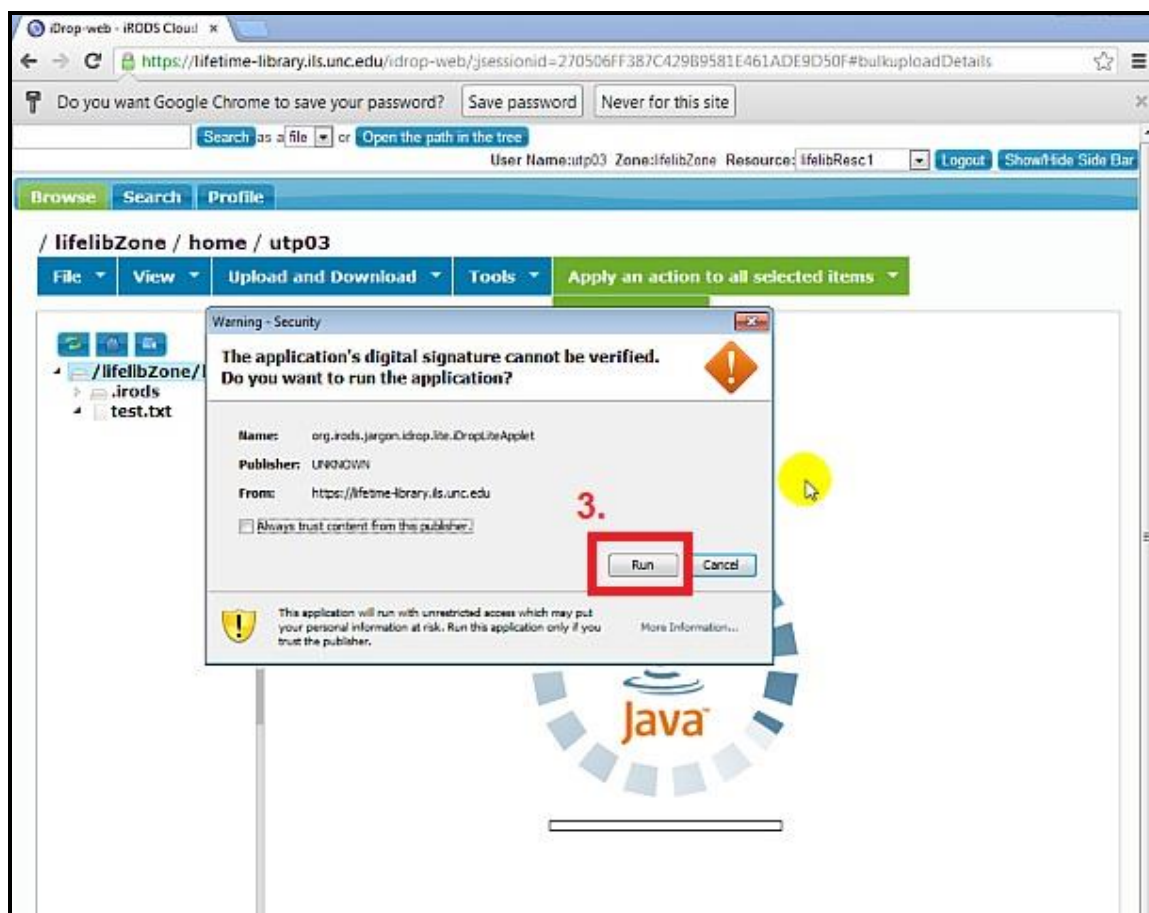 iDrop-web - iRODS Cloud
https://lifetime-library.ils.unc.edu/idrop-web/jsessionid=270506FF387C429B9581E461ADE9D50F#bulkuploadDetails
Do you want Google Chrome to save your password? Save password Never for this site
Search as a file or Open the path in the tree
User Name:utp03 Zone:lifelibZone Resource: lifelibResc1 Logout Show/Hide Side Bar
Browse Search Profile
/ lifelibZone / home / utp03
File View Upload and Download Tools Apply an action to all selected items
/lifelibZone/
.irods
test.txt
Warning - Security
The application's digital signature cannot be verified.
Do you want to run the application?
Name: org.irods.jargon.idrop.lite.iDropLiteApplet
Publisher: UNKNOWN
From: https://lifetime-library.ils.unc.edu
Always trust content from this publisher.
3.
Run Cancel
This application will run with unrestricted access which may put
your personal information at risk. Run this application only if you
trust the publisher.
More Information...
Java™